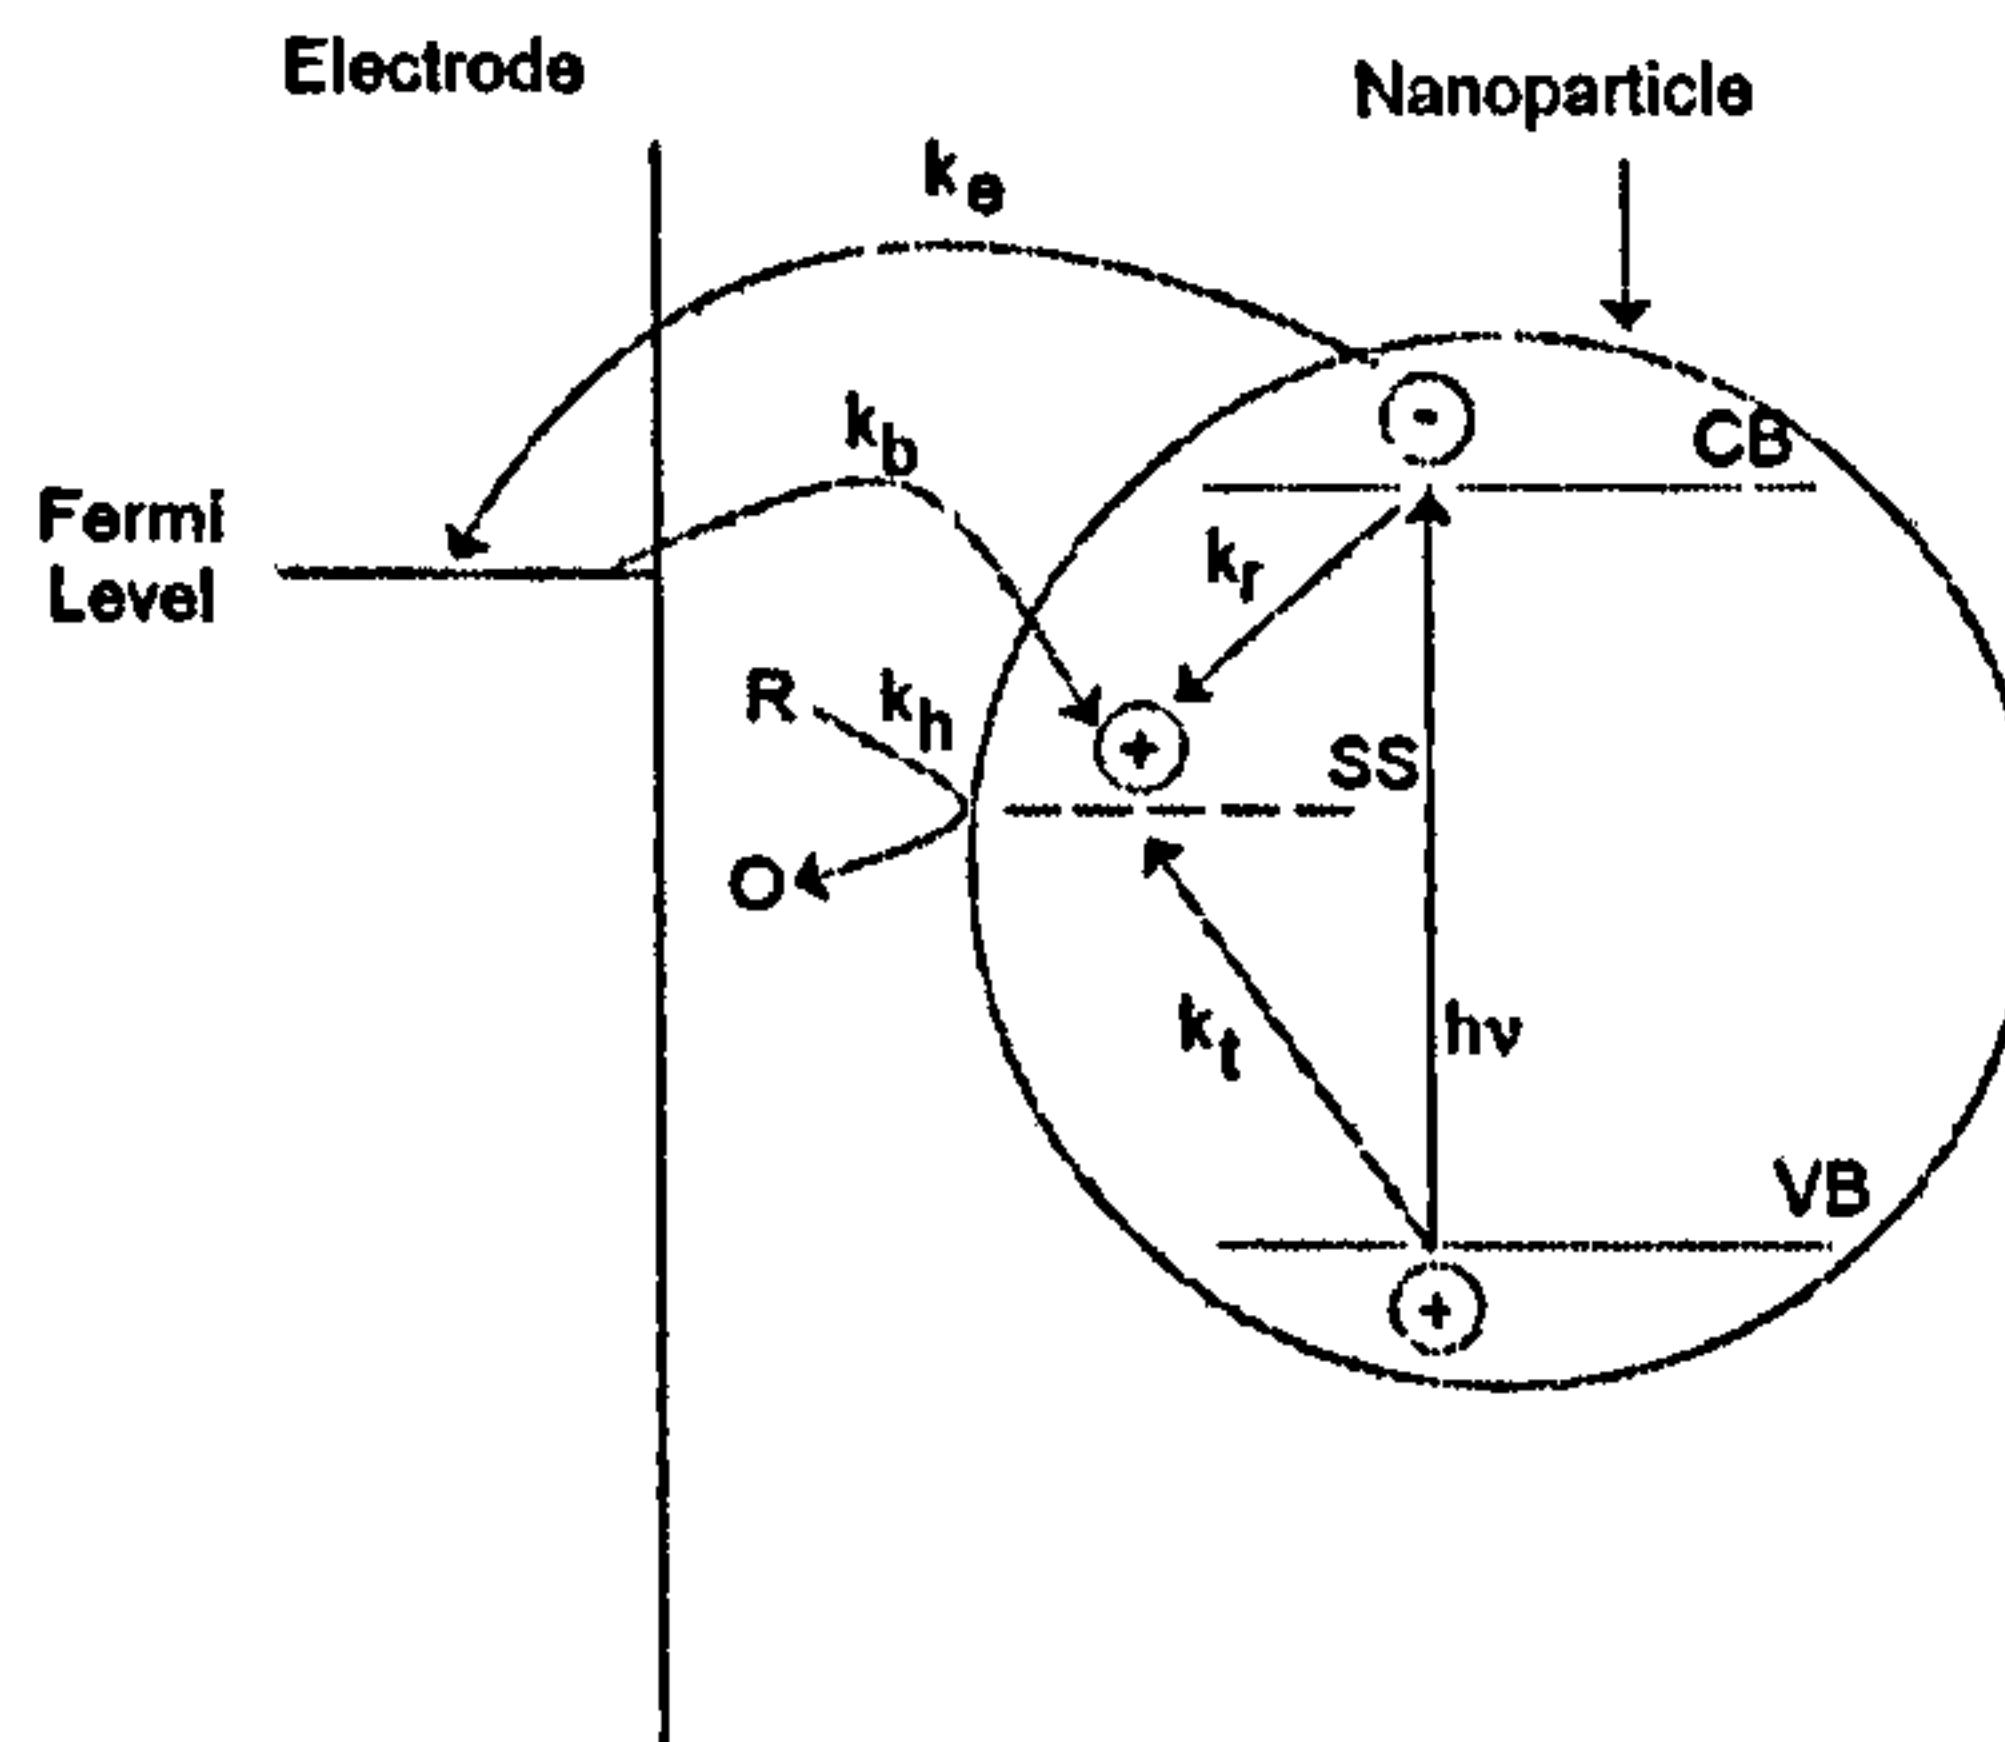 Electrode
Nanoparticle
ke
kb
CB
Fermi
Level
kr
R
kh
SS
O
kt
hν
VB